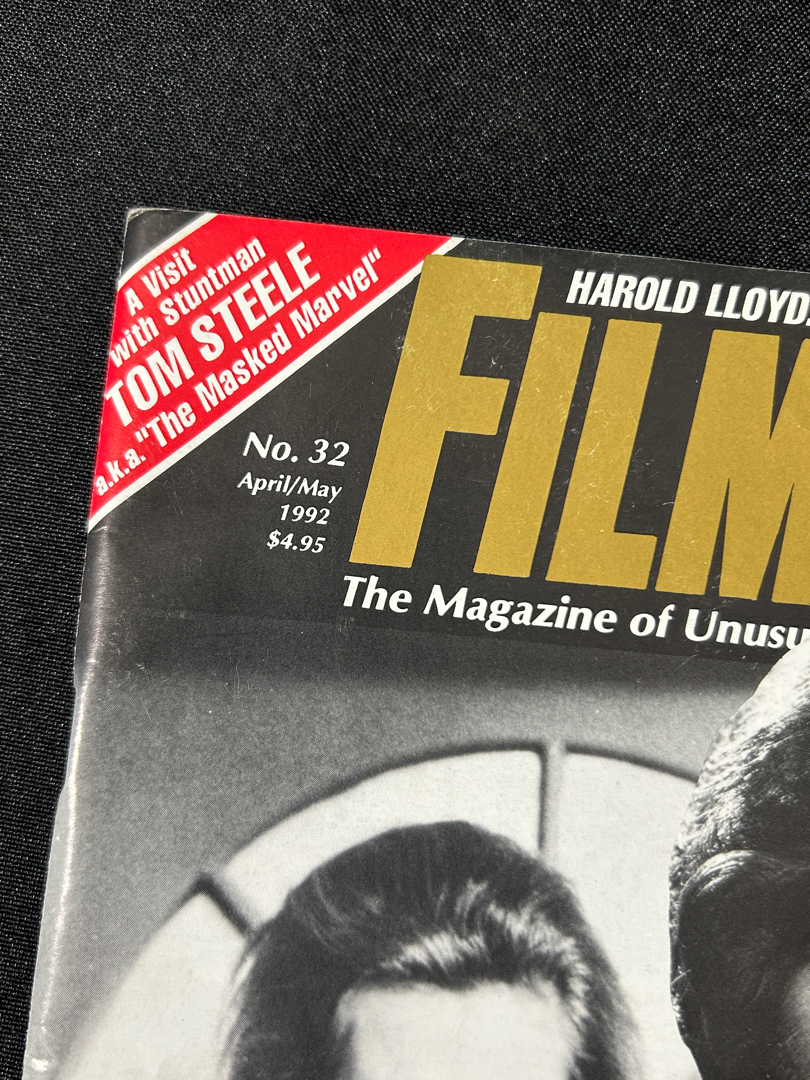 A Visit
with Stuntman
TOM STEELE
a.k.a. "The Masked Marvel"
HAROLD LLOYD
FILM
No. 32
April/May
1992
$4.95
The Magazine of Unusu